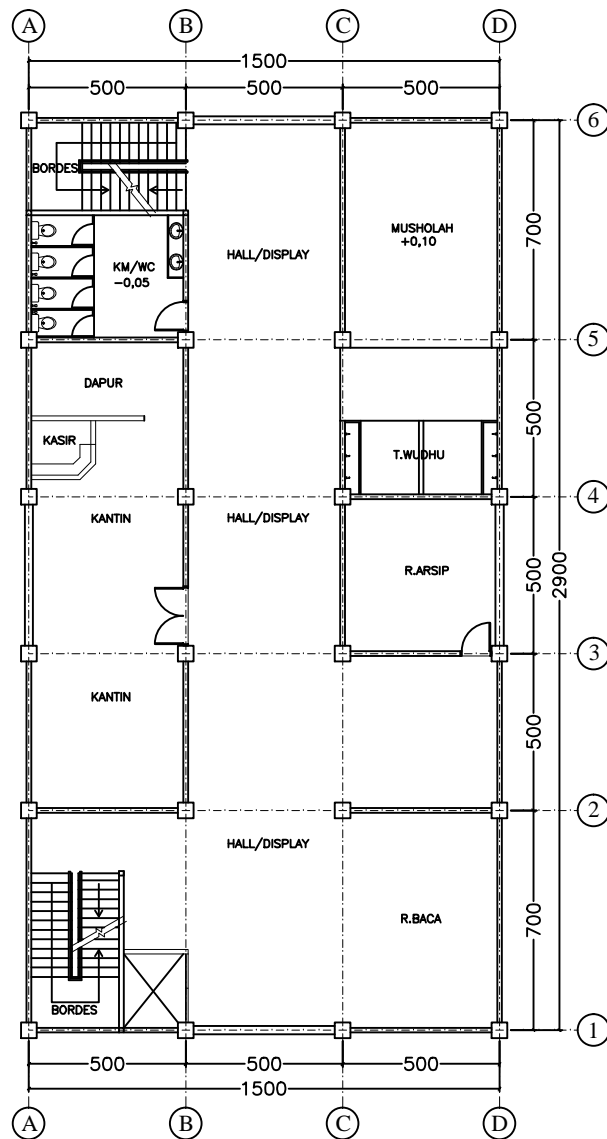 A B C D
1500
500 500 500
6
BORDES
MUSHOLAH
+0,10
700
HALL/DISPLAY
KM/WC
-0,05
5
DAPUR
500
KASIR
T.WUDHU
4
KANTIN HALL/DISPLAY
R.ARSIP
500
2900
3
KANTIN
500
2
HALL/DISPLAY
R.BACA
700
BORDES
1
500 500 500
1500
A B C D